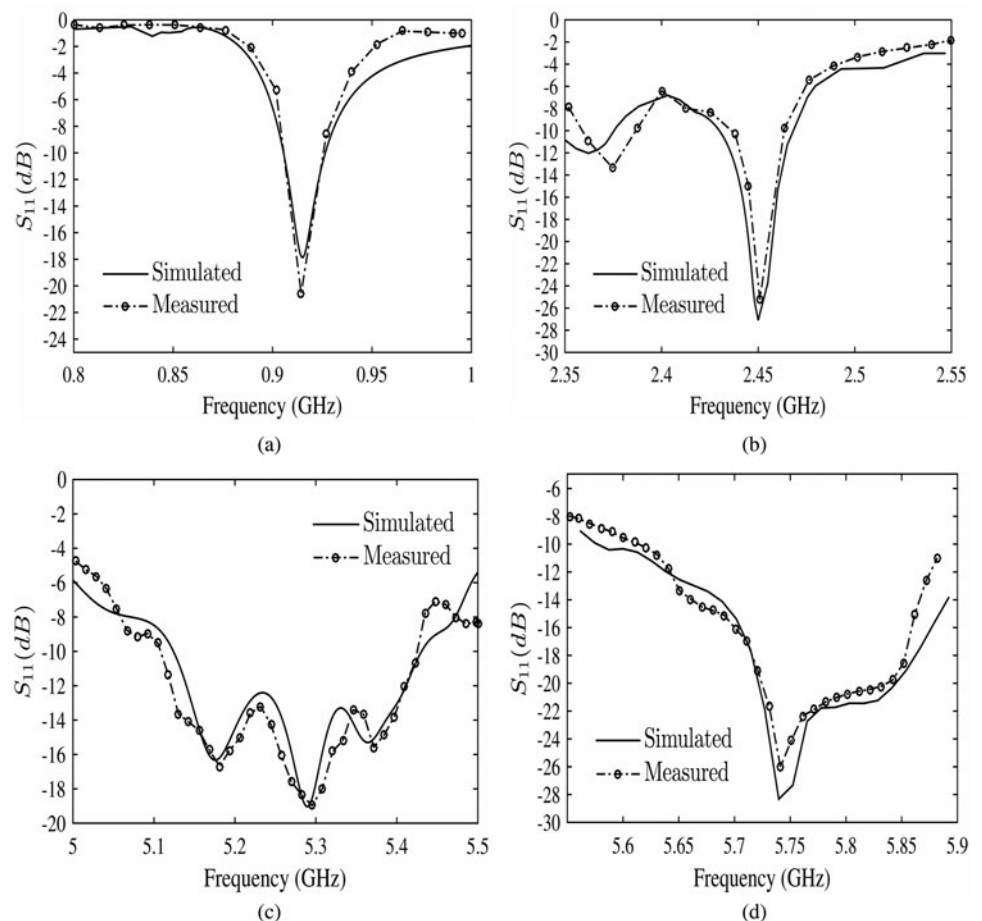 0
-2
-4
-6
-8
-10
-12
-14
-16
-18
-20
-22
-24
S11(dB)
Simulated
Measured
0.8 0.85 0.9 0.95 1
Frequency (GHz)
(a)
0
-2
-4
-6
-8
-10
-12
-14
-16
-18
-20
-22
-24
-26
-28
-30
S11(dB)
Simulated
Measured
2.35 2.4 2.45 2.5 2.55
Frequency (GHz)
(b)
0
-2
-4
-6
-8
-10
-12
-14
-16
-18
-20
S11(dB)
Simulated
Measured
5 5.1 5.2 5.3 5.4 5.5
Frequency (GHz)
(c)
-6
-8
-10
-12
-14
-16
-18
-20
-22
-24
-26
-28
-30
S11(dB)
Simulated
Measured
5.6 5.65 5.7 5.75 5.8 5.85 5.9
Frequency (GHz)
(d)